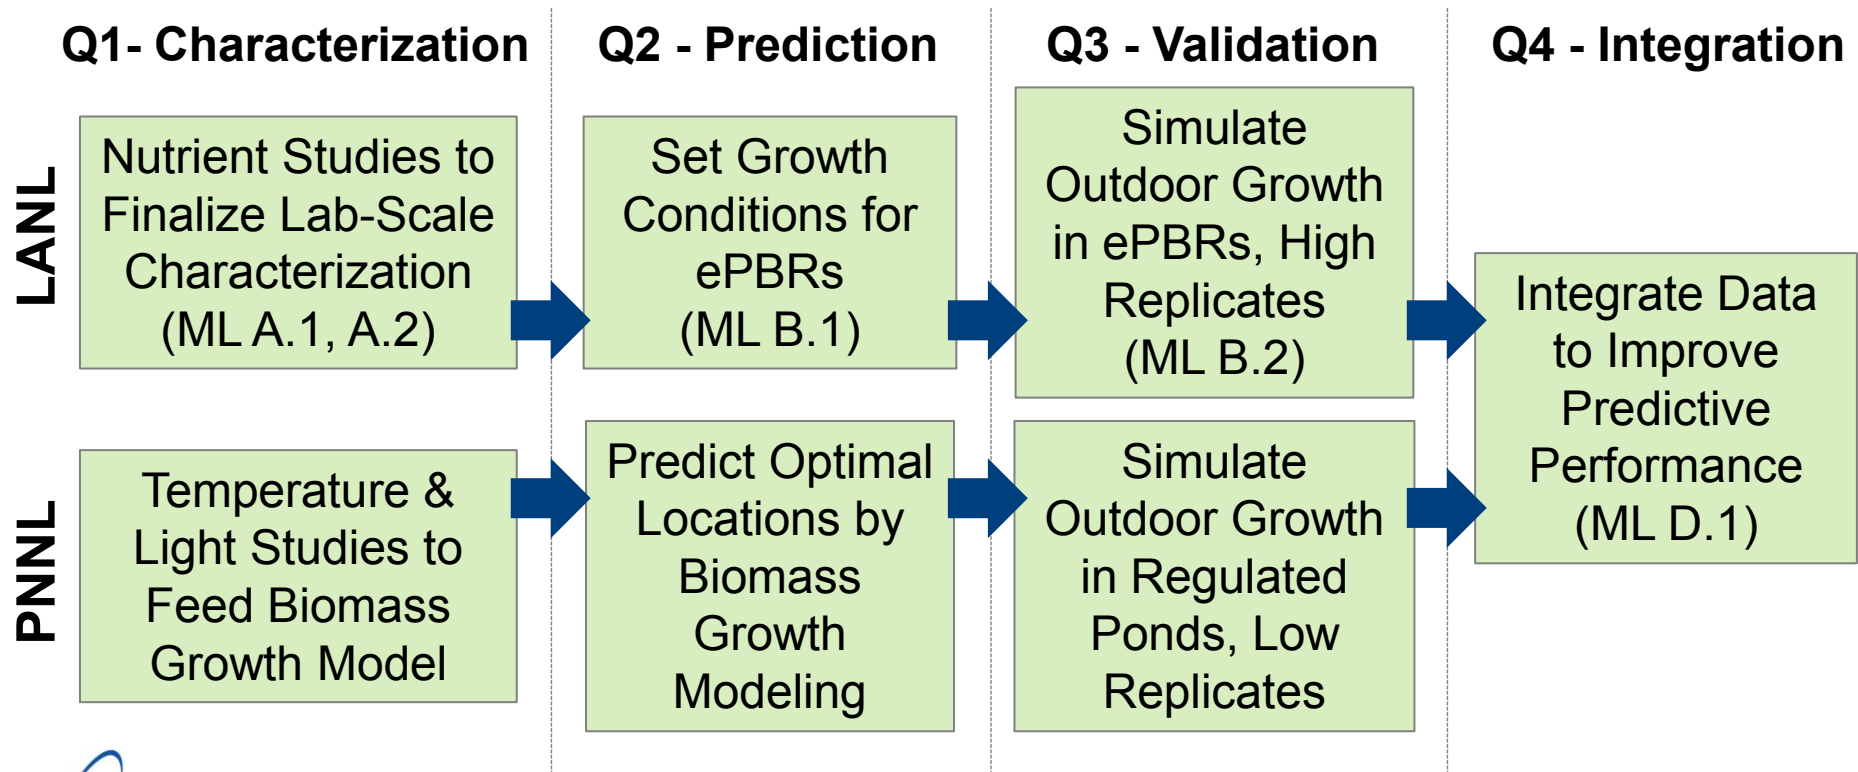 Q1- Characterization
Q2 - Prediction
Q3 - Validation
Q4 - Integration
LANL
Nutrient Studies to
Finalize Lab-Scale
Characterization
(ML A.1, A.2)
Set Growth
Conditions for
ePBRs
(ML B.1)
Simulate
Outdoor Growth
in ePBRs, High
Replicates
(ML B.2)
Integrate Data
to Improve
Predictive
Performance
(ML D.1)
PNNL
Temperature &
Light Studies to
Feed Biomass
Growth Model
Predict Optimal
Locations by
Biomass
Growth
Modeling
Simulate
Outdoor Growth
in Regulated
Ponds, Low
Replicates